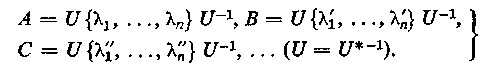 A = U {λ₁, ..., λₙ} U⁻¹, B = U {λ′₁, ..., λ′ₙ} U⁻¹,
C = U {λ″₁, ..., λ″ₙ} U⁻¹, ... (U = U*⁻¹).